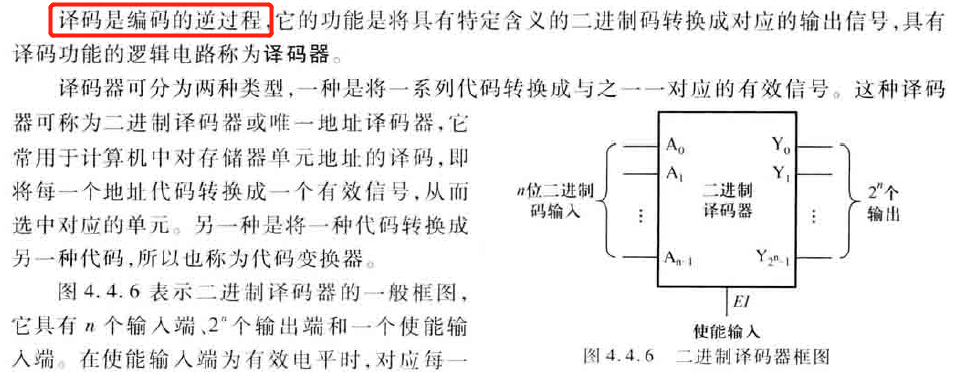 译码是编码的逆过程,它的功能是将具有特定含义的二进制码转换成对应的输出信号,具有
译码功能的逻辑电路称为译码器。
译码器可分为两种类型,一种是将一系列代码转换成与之一一对应的有效信号。这种译码
器可称为二进制译码器或唯一地址译码器,它
常用于计算机中对存储器单元地址的译码,即
将每一个地址代码转换成一个有效信号,从而
选中对应的单元。另一种是将一种代码转换成
另一种代码,所以也称为代码变换器。
图 4.4.6 表示二进制译码器的一般框图,
它具有 n 个输入端、2ⁿ个输出端和一个使能输
入端。在使能输入端为有效电平时,对应每一
A₀ Y₀
A₁ Y₁
n位二进制
码输入
二进制
译码器
2ⁿ个
输出
⋮ ⋮
Aₙ₋₁ Y₂ⁿ₋₁
EI
使能输入
图 4.4.6 二进制译码器框图